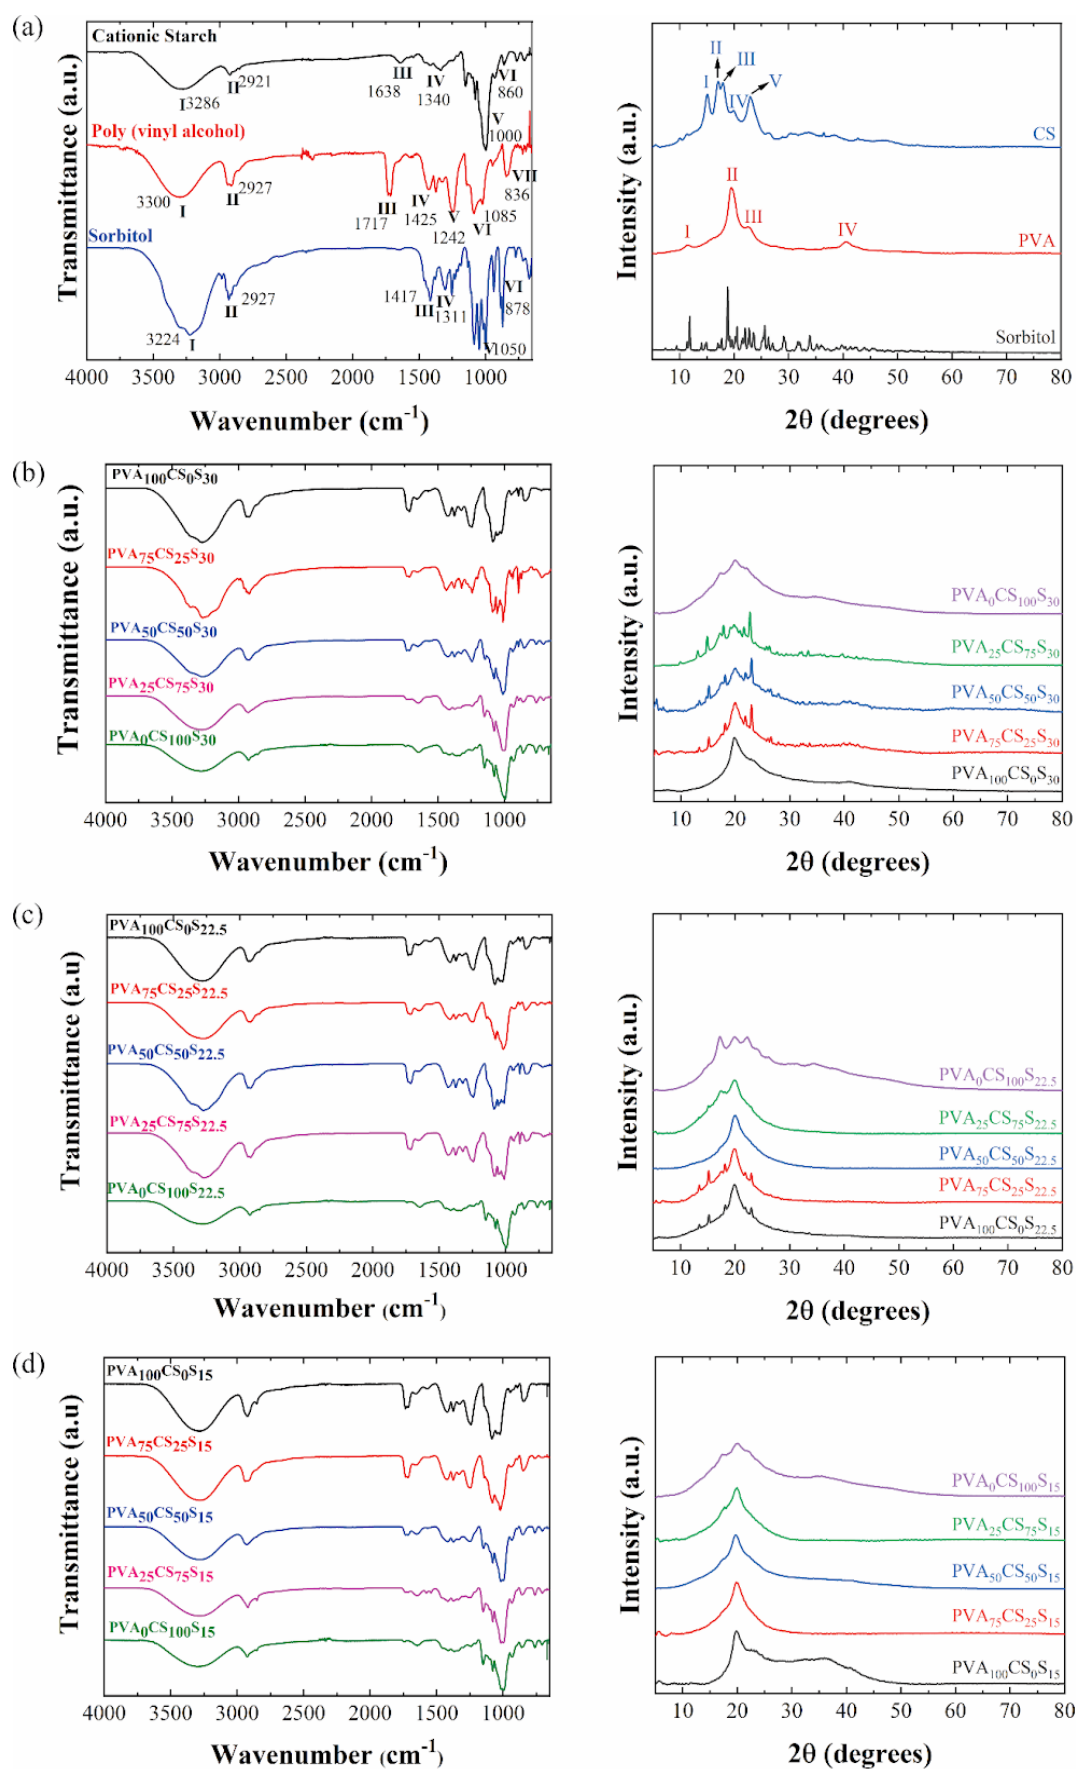 (a)
Transmittance (a.u.)
Cationic Starch
I
3286
II
2921
III
1638
IV
1340
V
1000
VI
860
Poly (vinyl alcohol)
3300
I
II
2927
III
1717
IV
1425
V
1242
VI
1085
VII
836
Sorbitol
3224
I
II
2927
1417
III
IV
1311
V
1050
VI
878
4000 3500 3000 2500 2000 1500 1000
Wavenumber (cm⁻¹)
Intensity (a.u.)
I
II
III
IV
V
CS
I
II
III
IV
PVA
Sorbitol
10 20 30 40 50 60 70 80
2θ (degrees)
(b)
Transmittance (a.u.)
PVA₁₀₀CS₀S₃₀
PVA₇₅CS₂₅S₃₀
PVA₅₀CS₅₀S₃₀
PVA₂₅CS₇₅S₃₀
PVA₀CS₁₀₀S₃₀
4000 3500 3000 2500 2000 1500 1000
Wavenumber (cm⁻¹)
Intensity (a.u.)
PVA₀CS₁₀₀S₃₀
PVA₂₅CS₇₅S₃₀
PVA₅₀CS₅₀S₃₀
PVA₇₅CS₂₅S₃₀
PVA₁₀₀CS₀S₃₀
10 20 30 40 50 60 70 80
2θ (degrees)
(c)
Transmittance (a.u)
PVA₁₀₀CS₀S₂₂.₅
PVA₇₅CS₂₅S₂₂.₅
PVA₅₀CS₅₀S₂₂.₅
PVA₂₅CS₇₅S₂₂.₅
PVA₀CS₁₀₀S₂₂.₅
4000 3500 3000 2500 2000 1500 1000
Wavenumber (cm⁻¹)
Intensity (a.u.)
PVA₀CS₁₀₀S₂₂.₅
PVA₂₅CS₇₅S₂₂.₅
PVA₅₀CS₅₀S₂₂.₅
PVA₇₅CS₂₅S₂₂.₅
PVA₁₀₀CS₀S₂₂.₅
10 20 30 40 50 60 70 80
2θ (degrees)
(d)
Transmittance (a.u)
PVA₁₀₀CS₀S₁₅
PVA₇₅CS₂₅S₁₅
PVA₅₀CS₅₀S₁₅
PVA₂₅CS₇₅S₁₅
PVA₀CS₁₀₀S₁₅
4000 3500 3000 2500 2000 1500 1000
Wavenumber (cm⁻¹)
Intensity (a.u.)
PVA₀CS₁₀₀S₁₅
PVA₂₅CS₇₅S₁₅
PVA₅₀CS₅₀S₁₅
PVA₇₅CS₂₅S₁₅
PVA₁₀₀CS₀S₁₅
10 20 30 40 50 60 70 80
2θ (degrees)